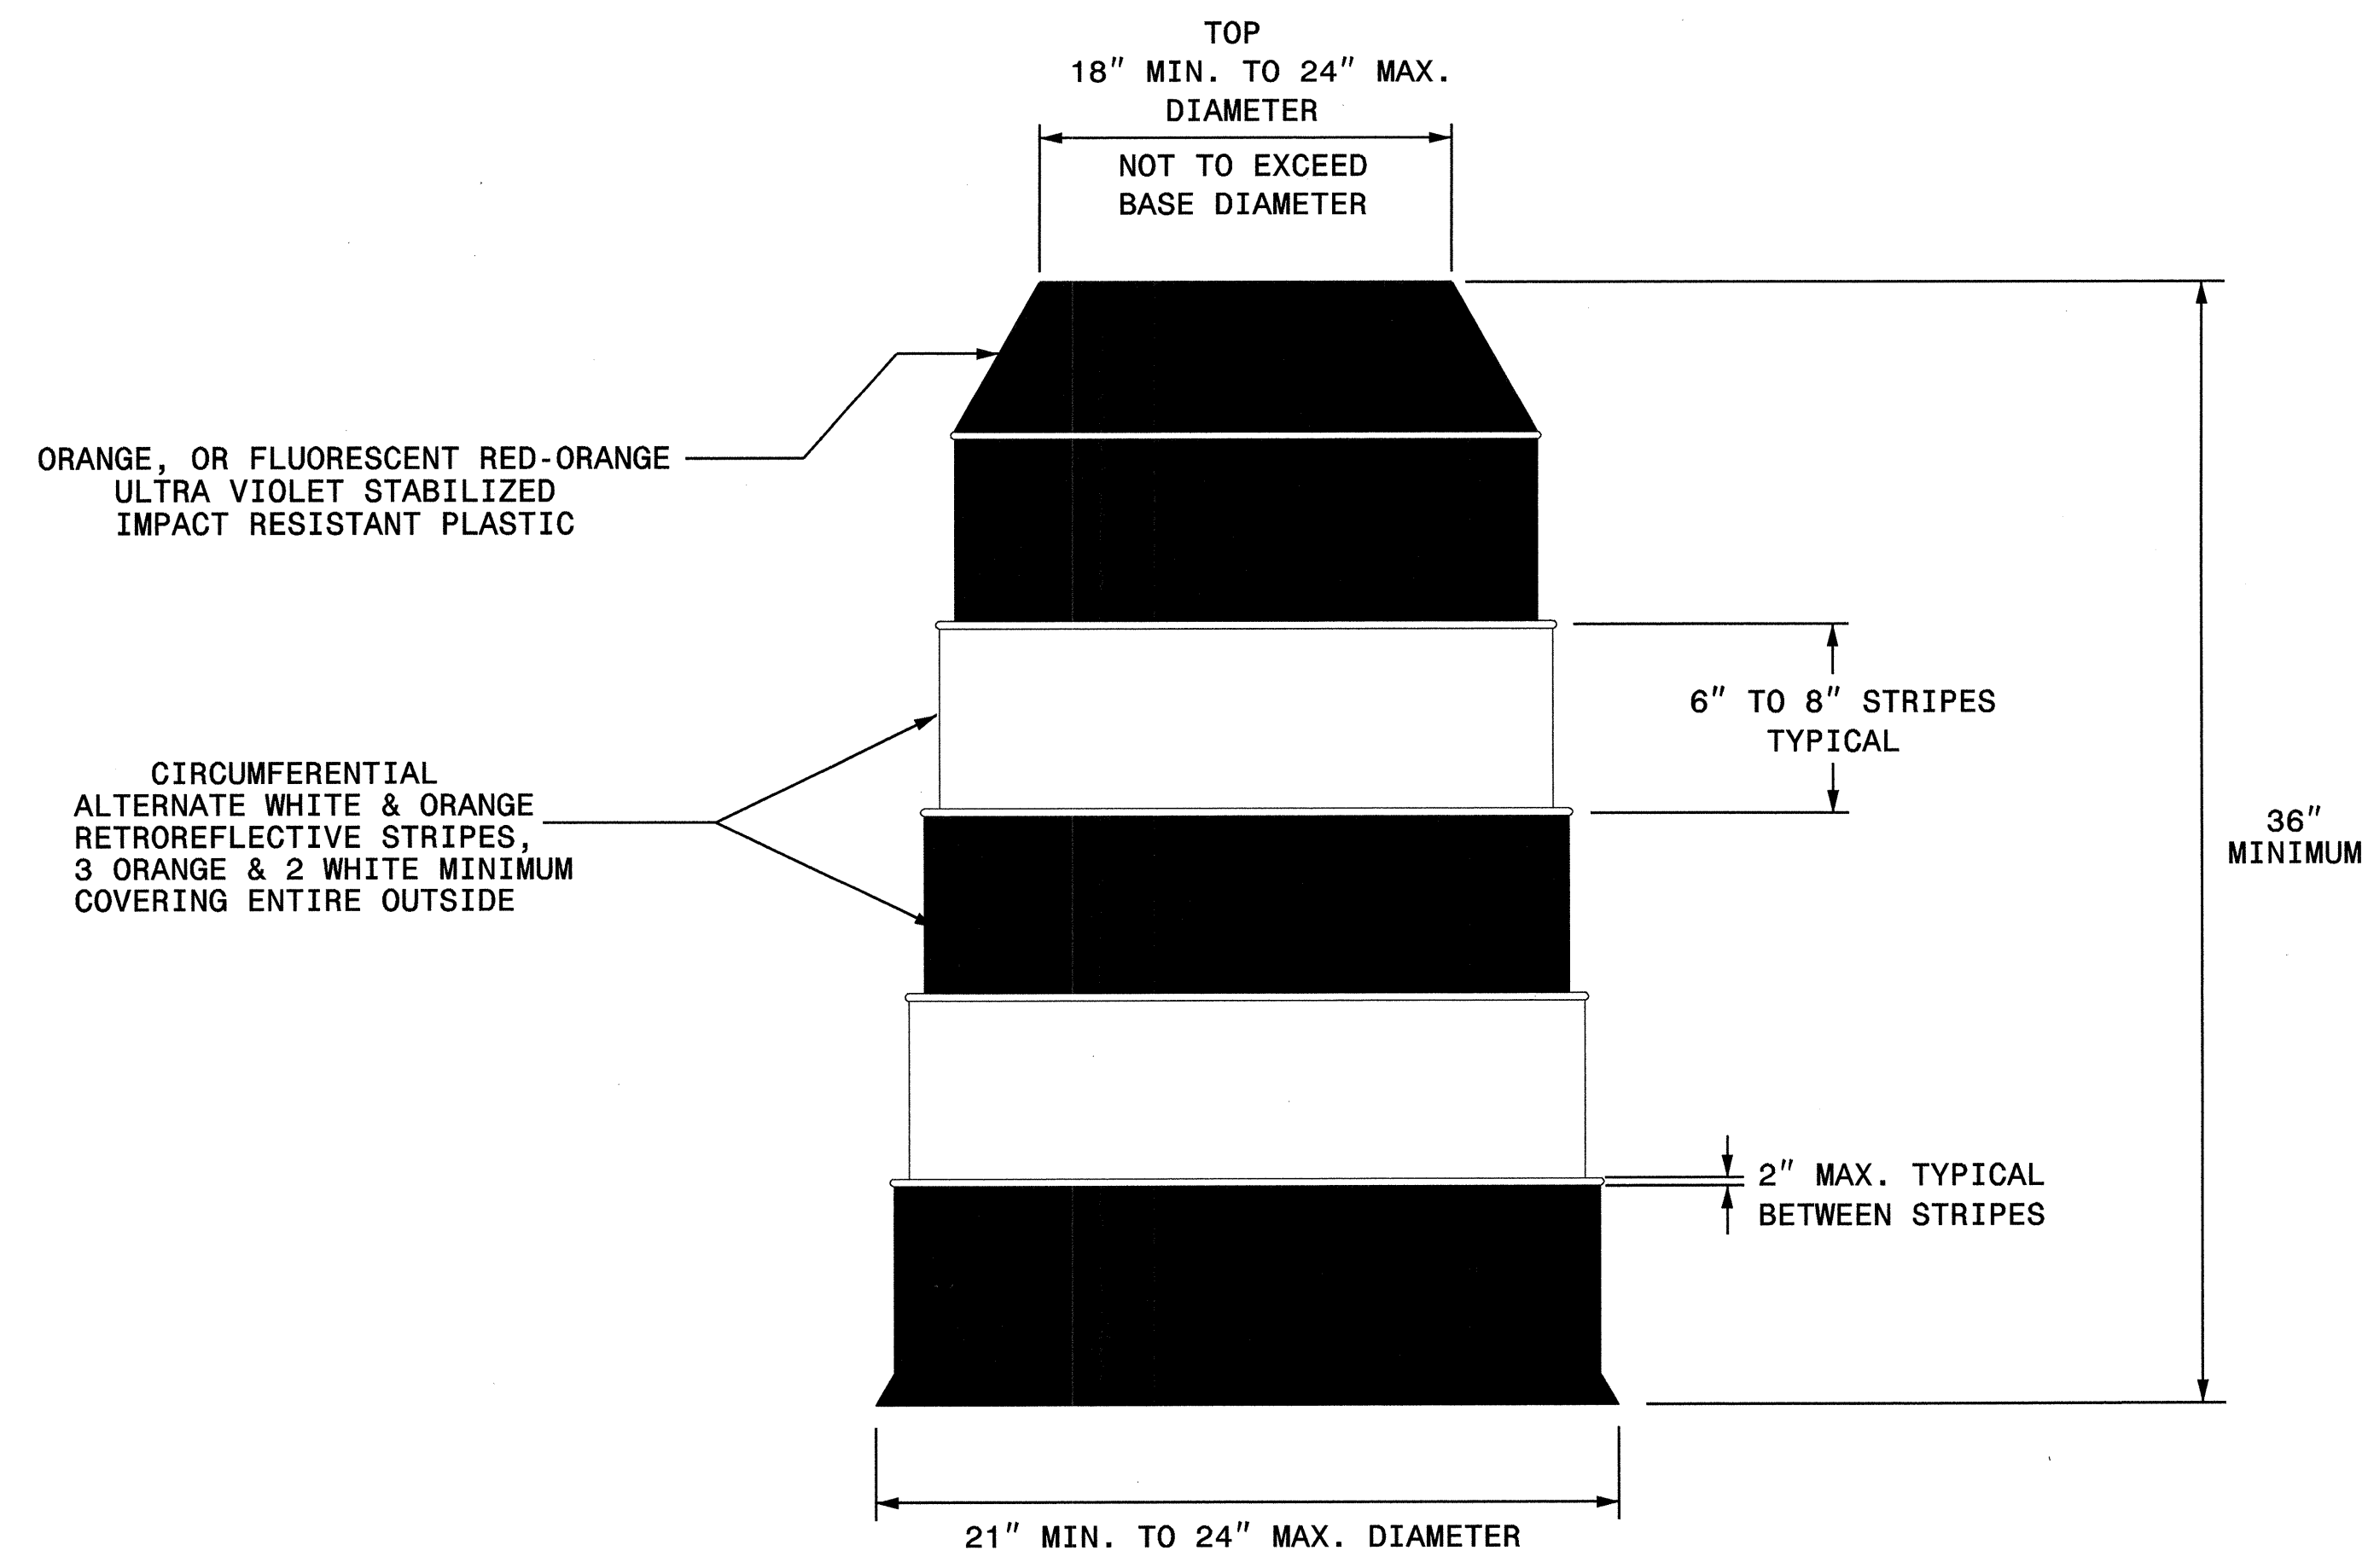 TOP
18" MIN. TO 24" MAX.
DIAMETER
NOT TO EXCEED
BASE DIAMETER
ORANGE, OR FLUORESCENT RED-ORANGE
ULTRA VIOLET STABILIZED
IMPACT RESISTANT PLASTIC
6" TO 8" STRIPES
TYPICAL
CIRCUMFERENTIAL
ALTERNATE WHITE & ORANGE
RETROREFLECTIVE STRIPES,
3 ORANGE & 2 WHITE MINIMUM
COVERING ENTIRE OUTSIDE
36"
MINIMUM
2" MAX. TYPICAL
BETWEEN STRIPES
21" MIN. TO 24" MAX. DIAMETER